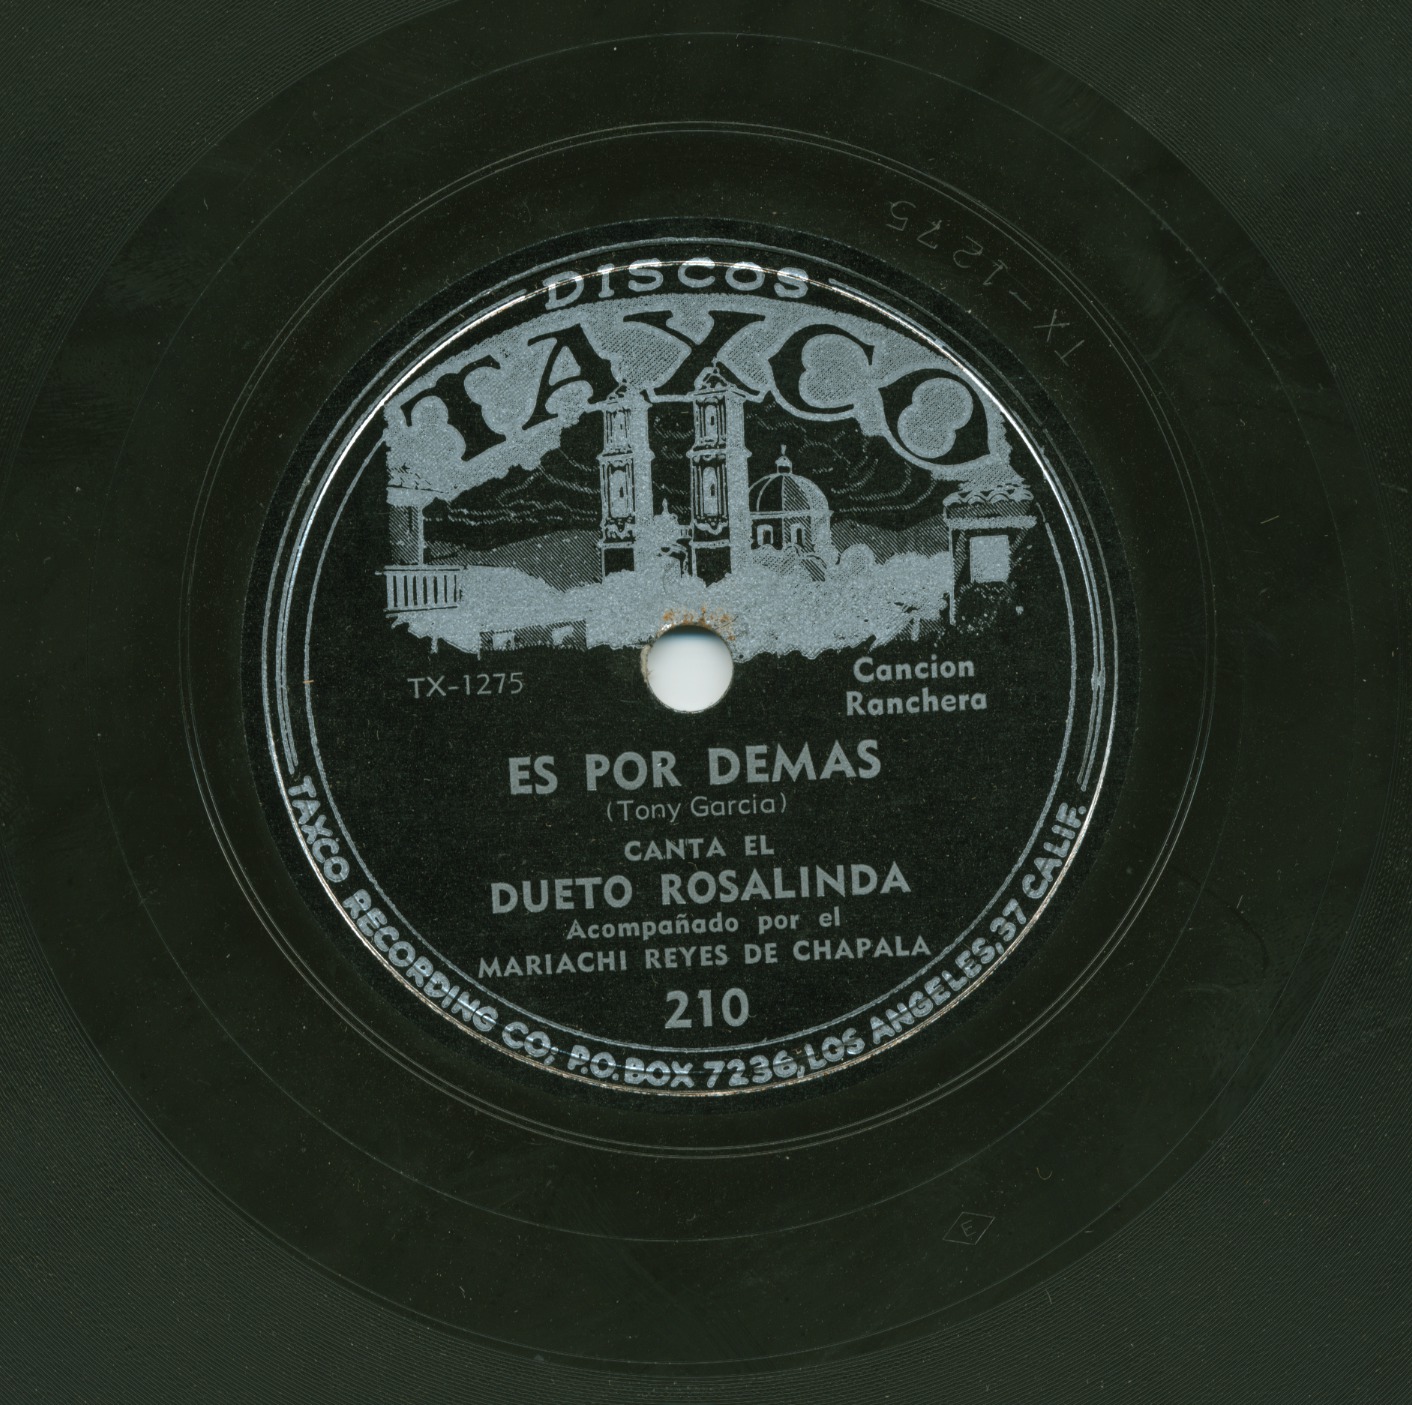 DISCOS
TAXCO
TX-1275
Cancion
Ranchera
ES POR DEMAS
(Tony Garcia)
CANTA EL
DUETO ROSALINDA
Acompañado por el
MARIACHI REYES DE CHAPALA
210
TAXCO RECORDING CO; P.O. BOX 7236, LOS ANGELES, 37 CALIF.
TX-1275
E